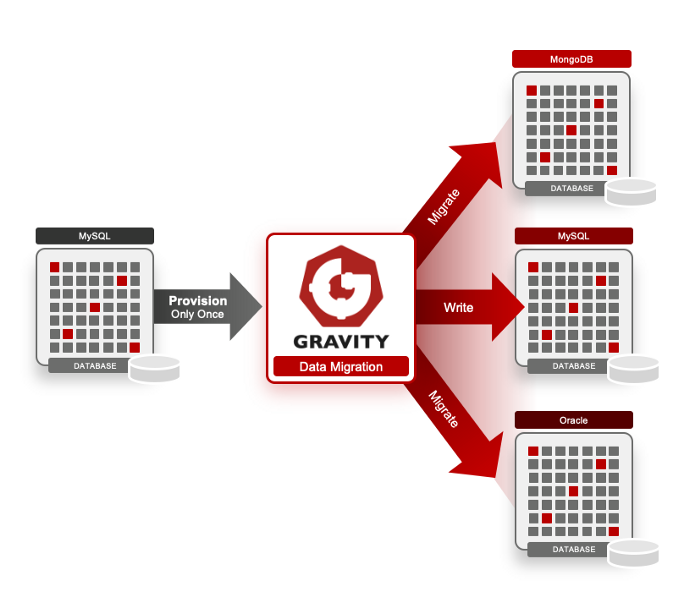 MySQL
DATABASE
Provision
Only Once
GRAVITY
Data Migration
Migrate
Write
Migrate
MongoDB
DATABASE
MySQL
DATABASE
Oracle
DATABASE